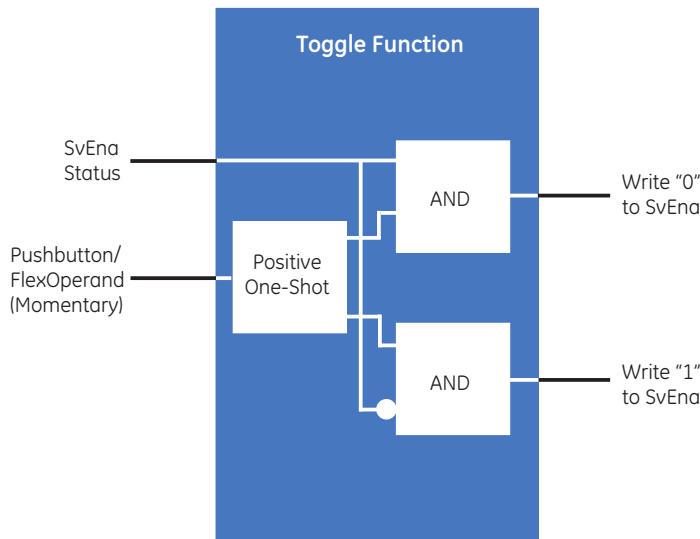 Toggle Function
SvEna
Status
AND
Write “0”
to SvEna
Pushbutton/
FlexOperand
(Momentary)
Positive
One-Shot
AND
Write “1”
to SvEna